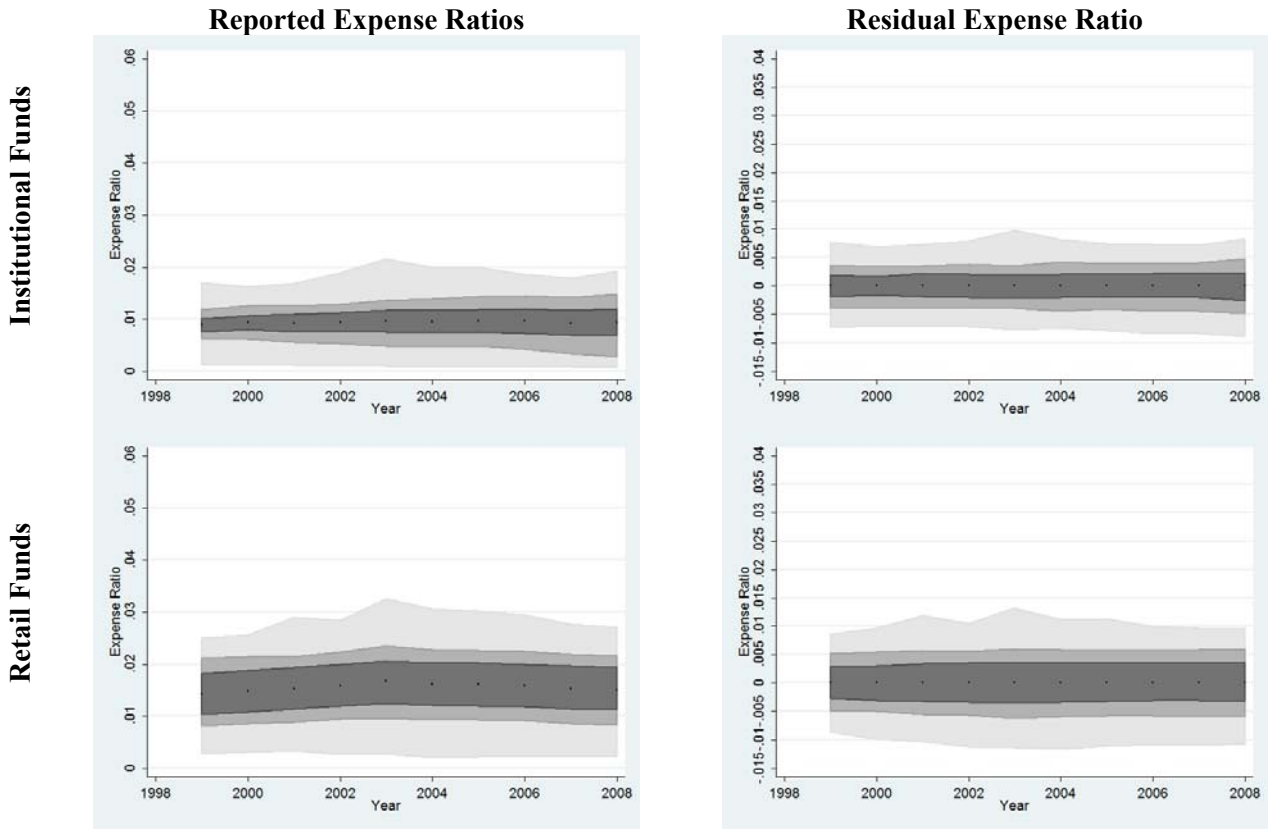 Reported Expense Ratios
Residual Expense Ratio
Institutional Funds
Expense Ratio
0 .01 .02 .03 .04 .05 .06
1998 2000 2002 2004 2006 2008
Year
Expense Ratio
-.015 -.01 -.005 0 .005 .01 .015 .02 .025 .03 .035 .04
1998 2000 2002 2004 2006 2008
Year
Retail Funds
Expense Ratio
0 .01 .02 .03 .04 .05 .06
1998 2000 2002 2004 2006 2008
Year
Expense Ratio
-.015 -.01 -.005 0 .005 .01 .015 .02 .025 .03 .035 .04
1998 2000 2002 2004 2006 2008
Year